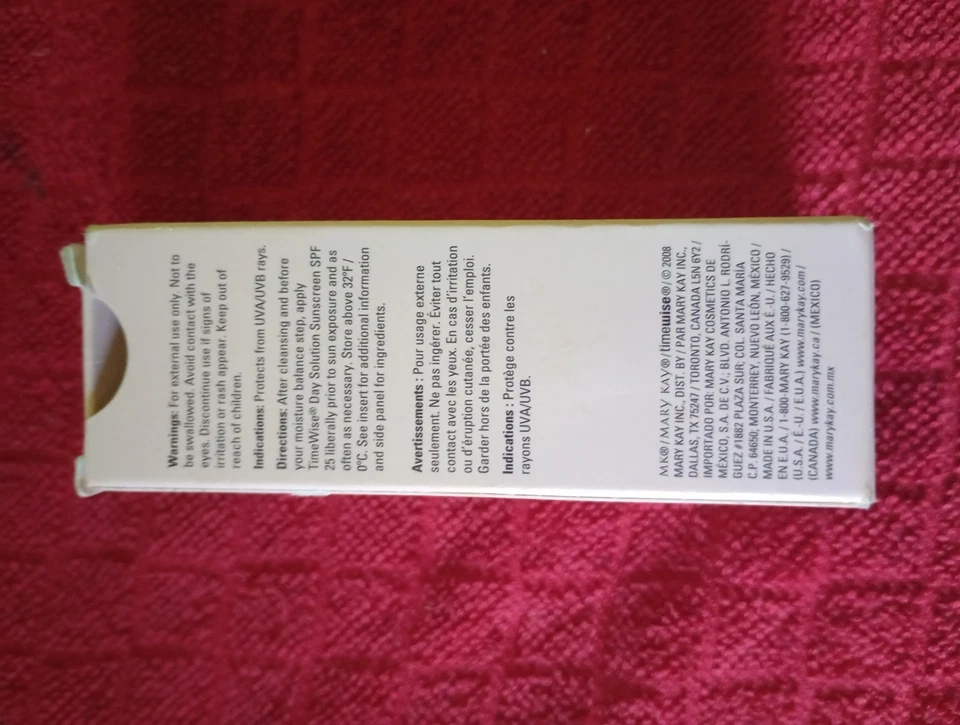 Warnings: For external use only. Not to
be swallowed. Avoid contact with the
eyes. Discontinue use if signs of
irritation or rash appear. Keep out of
reach of children.
Indications: Protects from UVA/UVB rays.
Directions: After cleansing and before
your moisture balance step, apply
TimeWise® Day Solution Sunscreen SPF
25 liberally prior to sun exposure and as
often as necessary. Store above 32ºF /
0ºC. See insert for additional information
and side panel for ingredients.
Avertissements : Pour usage externe
seulement. Ne pas ingérer. Éviter tout
contact avec les yeux. En cas d'irritation
ou d'éruption cutanée, cesser l'emploi.
Garder hors de la portée des enfants.
Indications : Protège contre les
rayons UVA/UVB.
MK®/MARY KAY®/timewise®/© 2008
MARY KAY INC., DIST. BY / PAR MARY KAY INC.,
DALLAS, TX 75247 / TORONTO, CANADA L5N 6Y2 /
IMPORTADO POR: MARY KAY COSMETICS DE
MÉXICO, S.A. DE C.V., BLVD. ANTONIO L. RODRÍ-
GUEZ #1882 PLAZA SUR; COL. SANTA MARÍA
C.P. 64650, MONTERREY, NUEVO LEÓN, MÉXICO /
MADE IN U.S.A. / FABRIQUÉ AUX É.-U. / HECHO
EN E.U.A. / 1-800-MARY KAY (1-800-627-9529) /
(U.S.A. / É.-U. / E.U.A.) www.marykay.com /
(CANADA) www.marykay.ca / (MEXICO)
www.marykay.com.mx